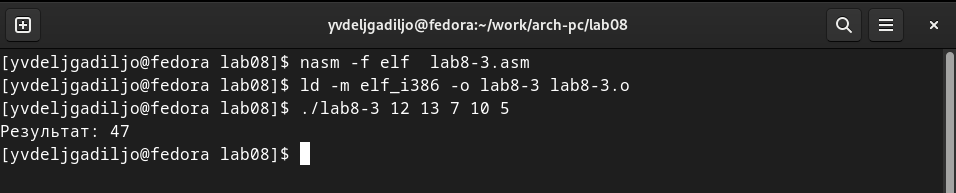 yvdeljgadiljo@fedora:~/work/arch-pc/lab08
[yvdeljgadiljo@fedora lab08]$ nasm -f elf  lab8-3.asm
[yvdeljgadiljo@fedora lab08]$ ld -m elf_i386 -o lab8-3 lab8-3.o
[yvdeljgadiljo@fedora lab08]$ ./lab8-3 12 13 7 10 5
Результат: 47
[yvdeljgadiljo@fedora lab08]$